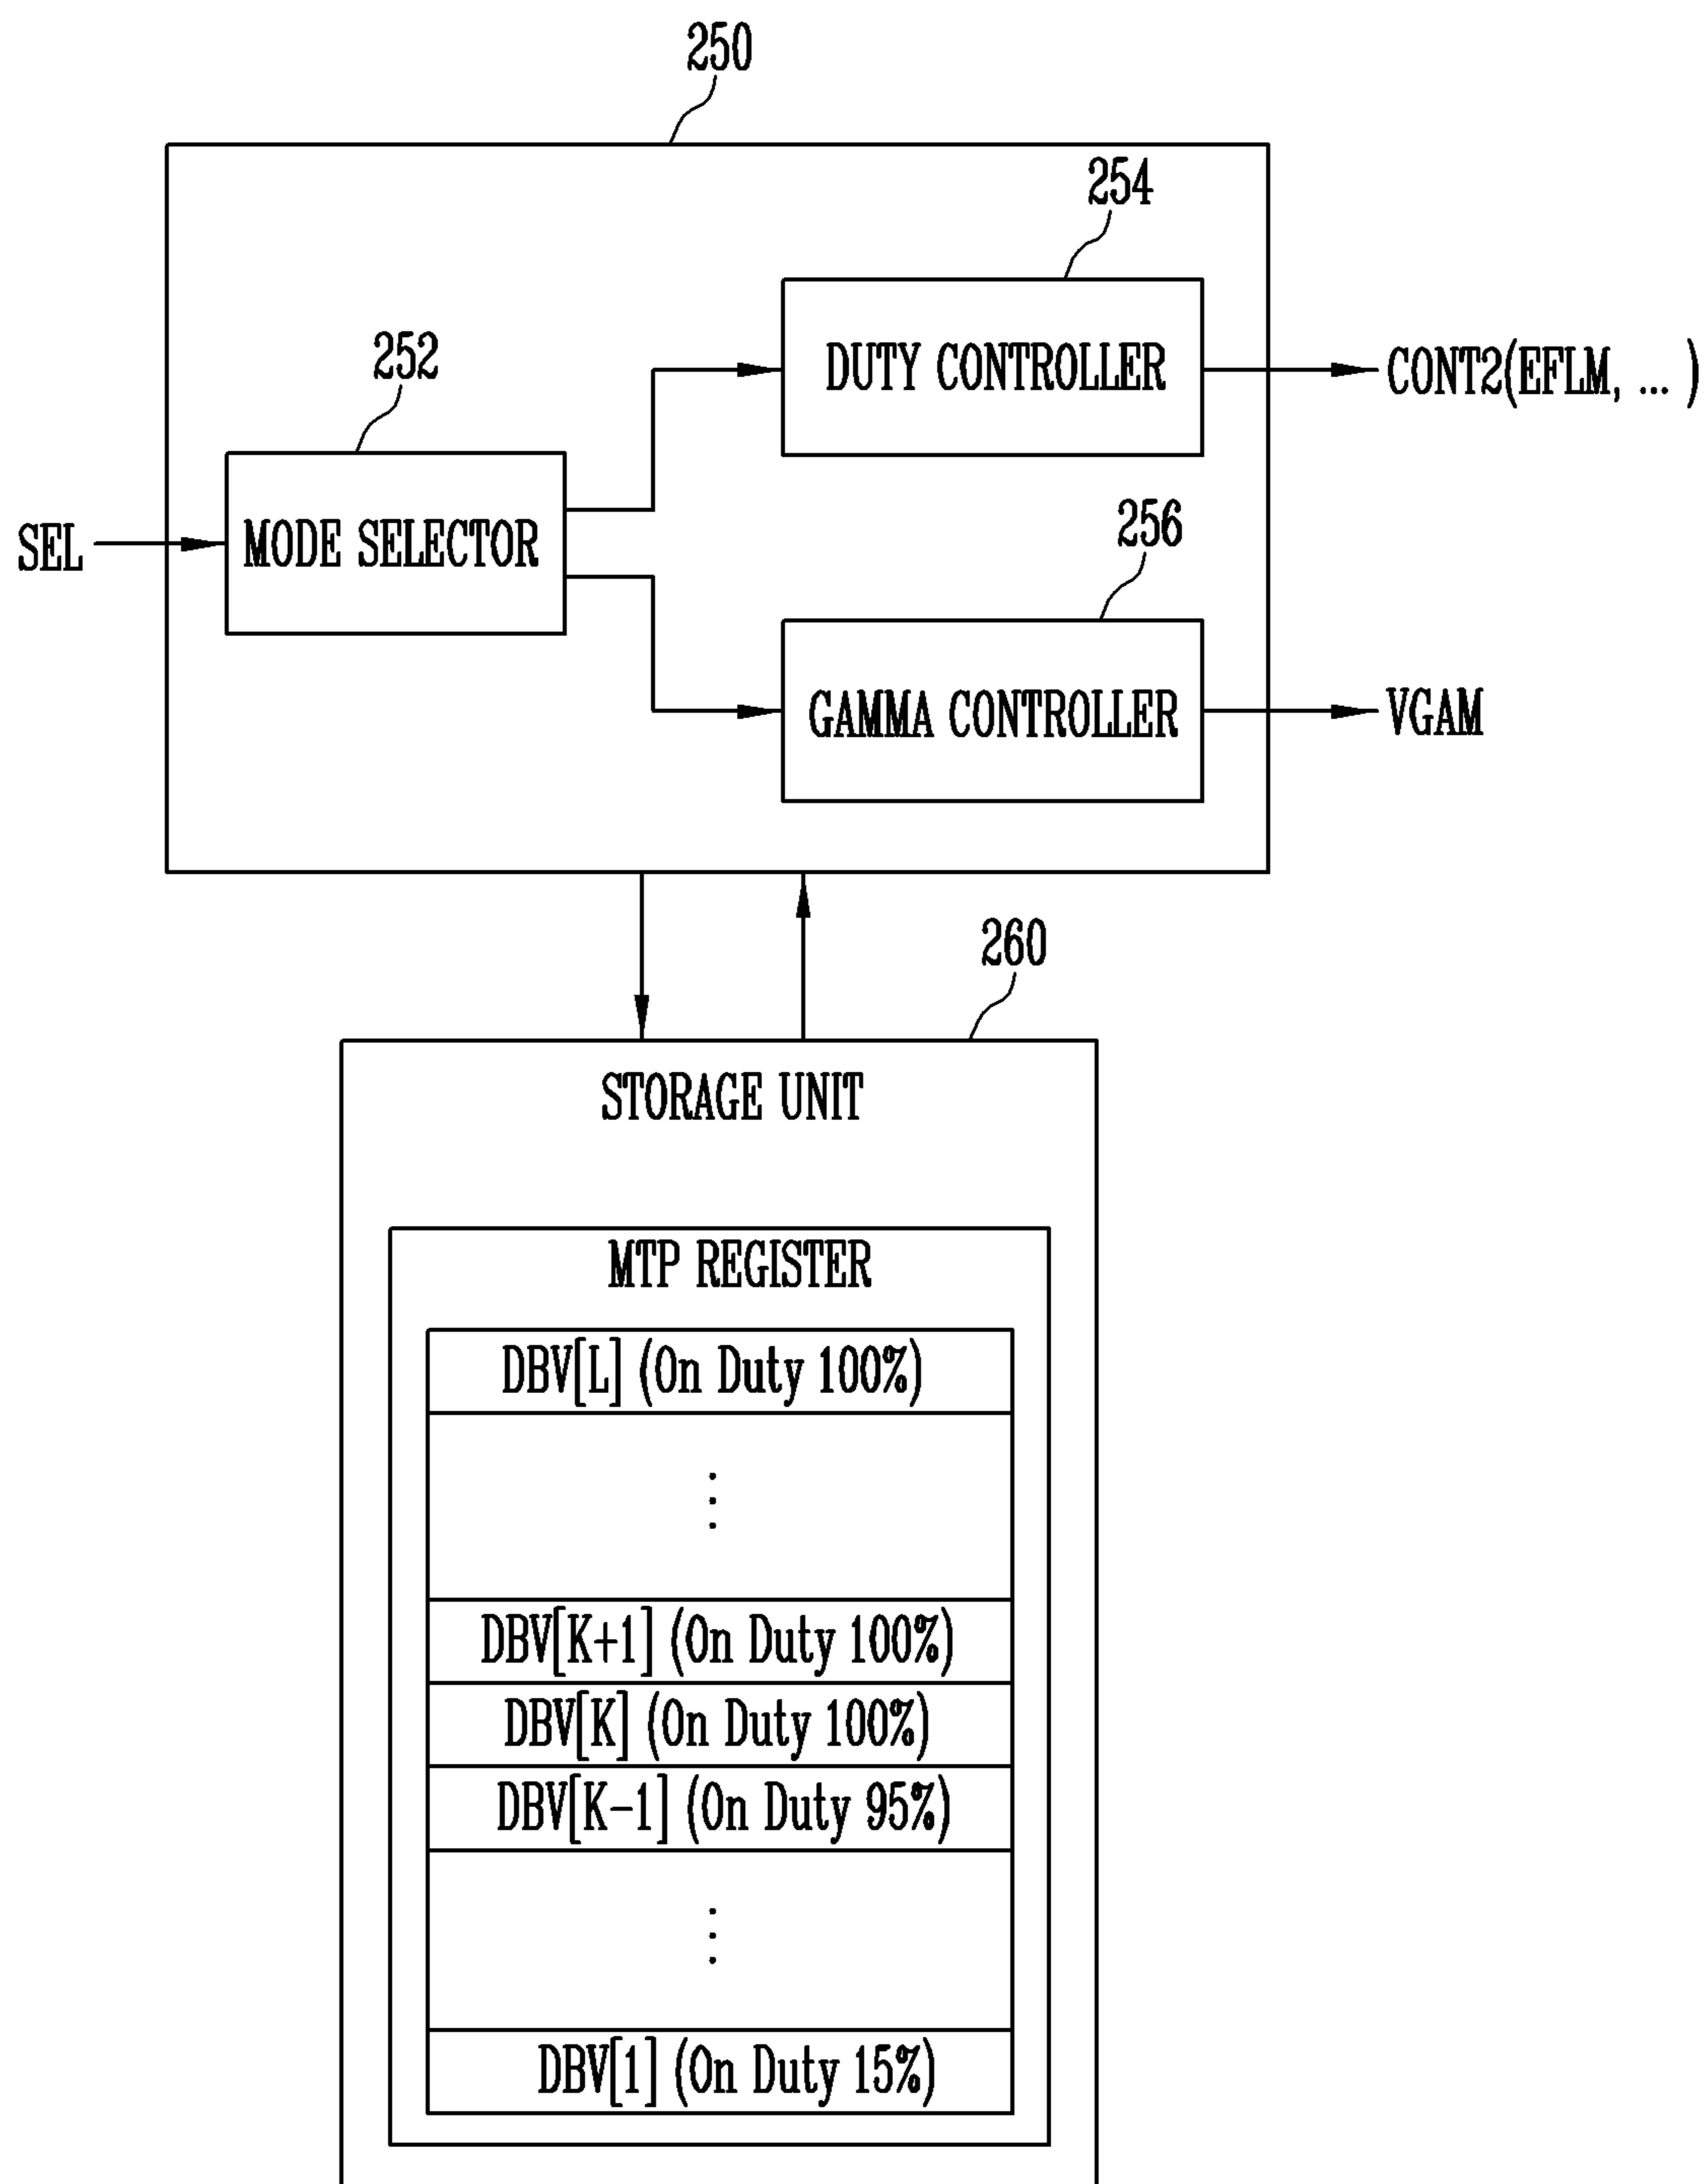 250
254
DUTY CONTROLLER
CONT2(EFLM, ... )
252
SEL
MODE SELECTOR
256
GAMMA CONTROLLER
VGAM
260
STORAGE UNIT
MTP REGISTER
DBV[L] (On Duty 100%)
DBV[K+1] (On Duty 100%)
DBV[K] (On Duty 100%)
DBV[K-1] (On Duty 95%)
DBV[1] (On Duty 15%)